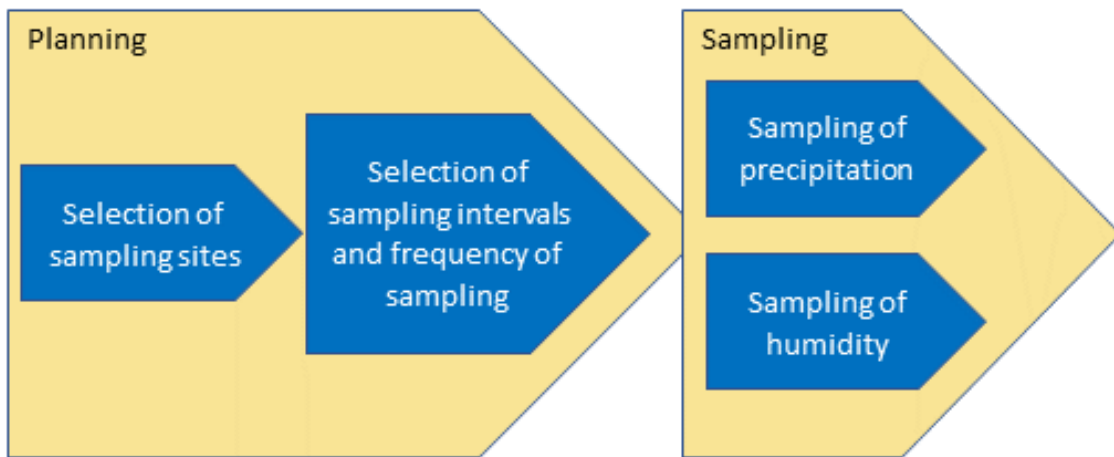 Planning
Selection of
sampling sites
Selection of
sampling intervals
and frequency of
sampling
Sampling
Sampling of
precipitation
Sampling of
humidity